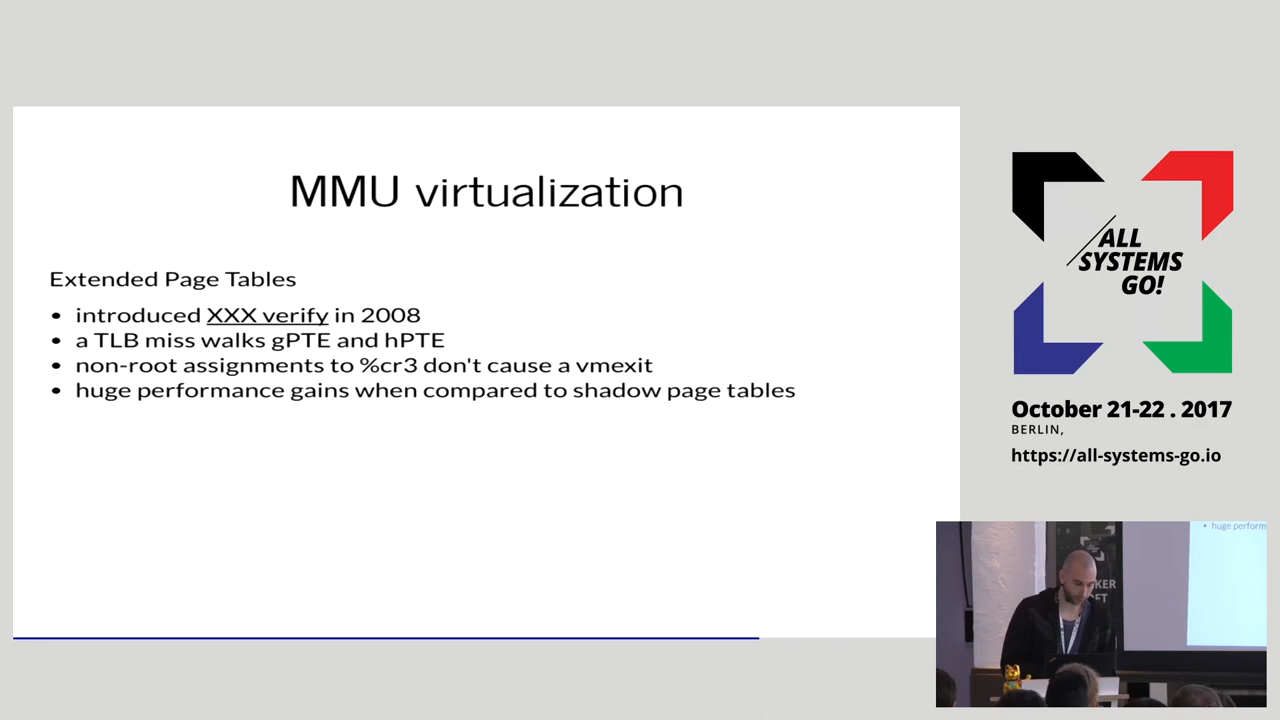 MMU virtualization
Extended Page Tables
• introduced XXX verify in 2008
• a TLB miss walks gPTE and hPTE
• non-root assignments to %cr3 don't cause a vmexit
• huge performance gains when compared to shadow page tables
ALL
SYSTEMS
GO!
October 21-22 . 2017
BERLIN,
https://all-systems-go.io
• huge perform